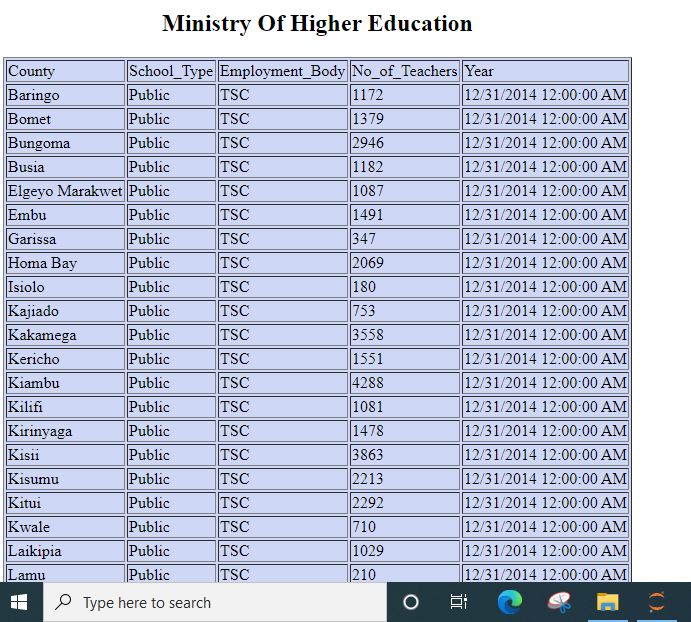 Ministry Of Higher Education
County School_Type Employment_Body No_of_Teachers Year
Baringo Public TSC 1172 12/31/2014 12:00:00 AM
Bomet Public TSC 1379 12/31/2014 12:00:00 AM
Bungoma Public TSC 2946 12/31/2014 12:00:00 AM
Busia Public TSC 1182 12/31/2014 12:00:00 AM
Elgeyo Marakwet Public TSC 1087 12/31/2014 12:00:00 AM
Embu Public TSC 1491 12/31/2014 12:00:00 AM
Garissa Public TSC 347 12/31/2014 12:00:00 AM
Homa Bay Public TSC 2069 12/31/2014 12:00:00 AM
Isiolo Public TSC 180 12/31/2014 12:00:00 AM
Kajiado Public TSC 753 12/31/2014 12:00:00 AM
Kakamega Public TSC 3558 12/31/2014 12:00:00 AM
Kericho Public TSC 1551 12/31/2014 12:00:00 AM
Kiambu Public TSC 4288 12/31/2014 12:00:00 AM
Kilifi Public TSC 1081 12/31/2014 12:00:00 AM
Kirinyaga Public TSC 1478 12/31/2014 12:00:00 AM
Kisii Public TSC 3863 12/31/2014 12:00:00 AM
Kisumu Public TSC 2213 12/31/2014 12:00:00 AM
Kitui Public TSC 2292 12/31/2014 12:00:00 AM
Kwale Public TSC 710 12/31/2014 12:00:00 AM
Laikipia Public TSC 1029 12/31/2014 12:00:00 AM
Lamu Public TSC 210 12/31/2014 12:00:00 AM
Type here to search